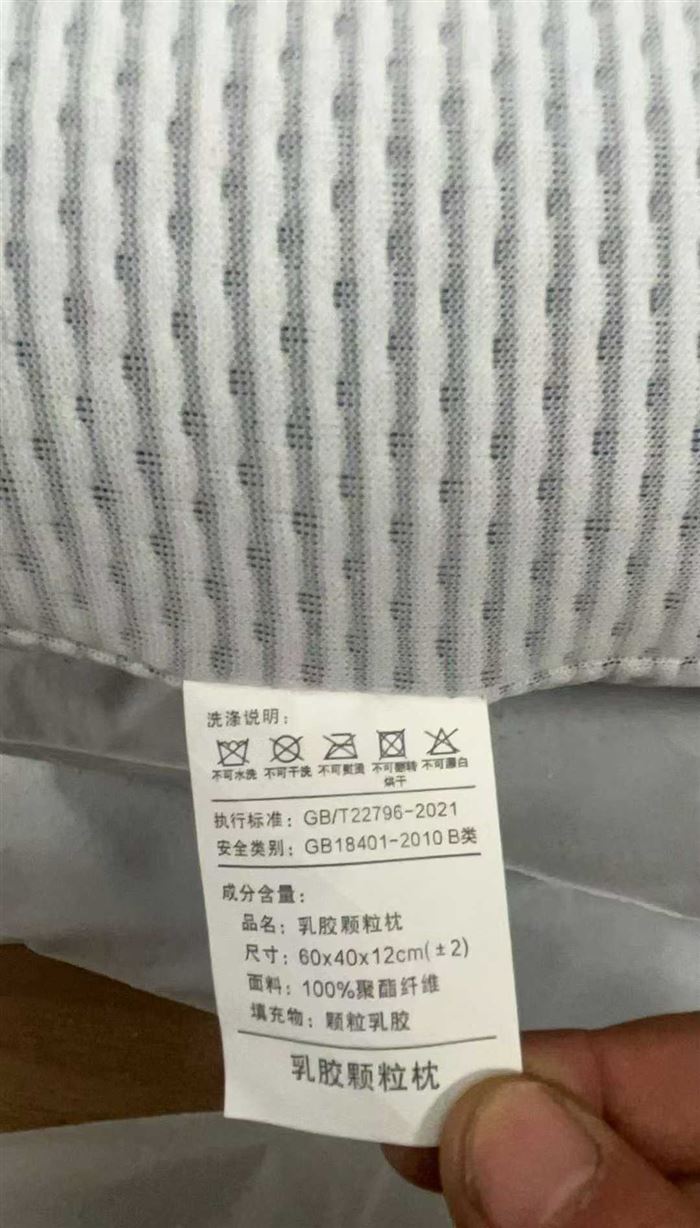 洗涤说明：
不可水洗 不可干洗 不可熨烫 不可翻转烘干 不可漂白
执行标准：GB/T22796-2021
安全类别：GB18401-2010 B类
成分含量：
品名：乳胶颗粒枕
尺寸：60x40x12cm(±2)
面料：100%聚酯纤维
填充物：颗粒乳胶
乳胶颗粒枕